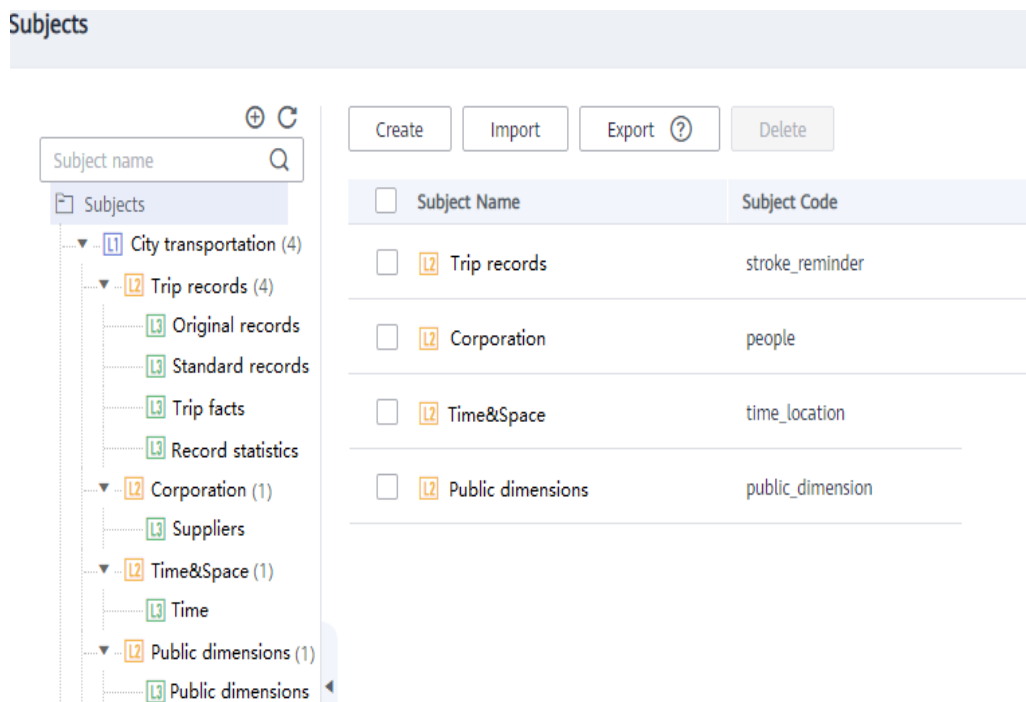 Subjects
Create
Import
Export ?
Delete
Subject name
Subjects
L1 City transportation (4)
L2 Trip records (4)
L3 Original records
L3 Standard records
L3 Trip facts
L3 Record statistics
L2 Corporation (1)
L3 Suppliers
L2 Time&Space (1)
L3 Time
L2 Public dimensions (1)
L3 Public dimensions
Subject Name Subject Code
L2 Trip records stroke_reminder
L2 Corporation people
L2 Time&Space time_location
L2 Public dimensions public_dimension